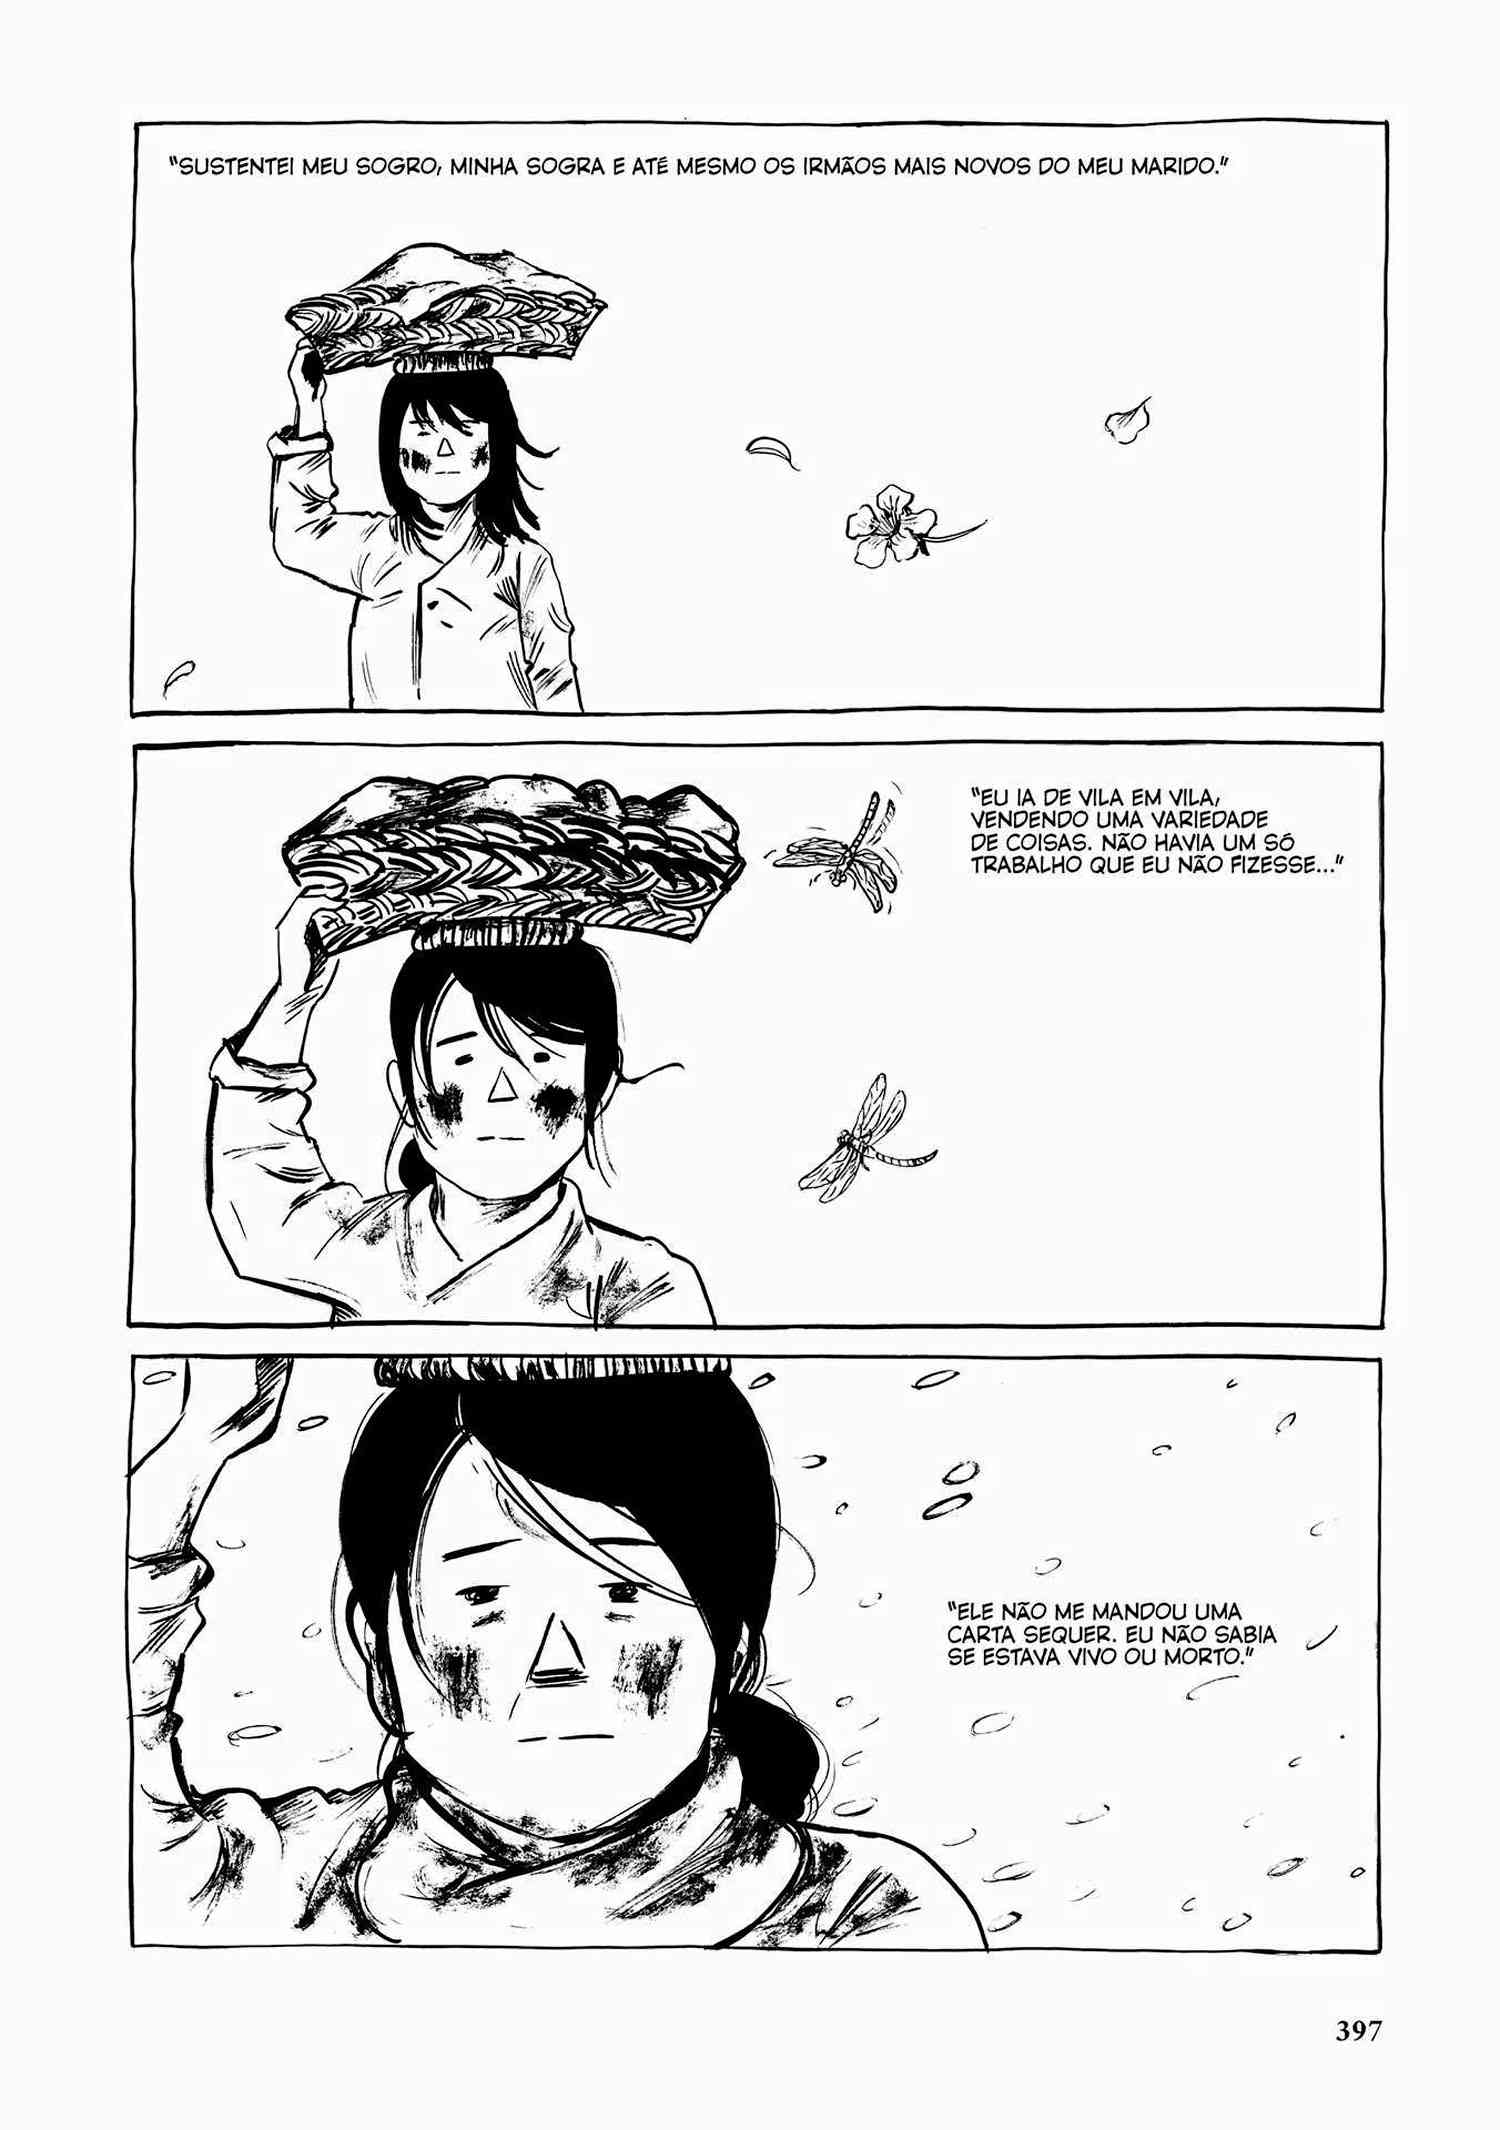 "SUSTENTEI MEU SOGRO, MINHA SOGRA E ATÉ MESMO OS IRMÃOS MAIS NOVOS DO MEU MARIDO."
"EU IA DE VILA EM VILA,
VENDENDO UMA VARIEDADE
DE COISAS. NÃO HAVIA UM SÓ
TRABALHO QUE EU NÃO FIZESSE..."
"ELE NÃO ME MANDOU UMA
CARTA SEQUER. EU NÃO SABIA
SE ESTAVA VIVO OU MORTO."
397